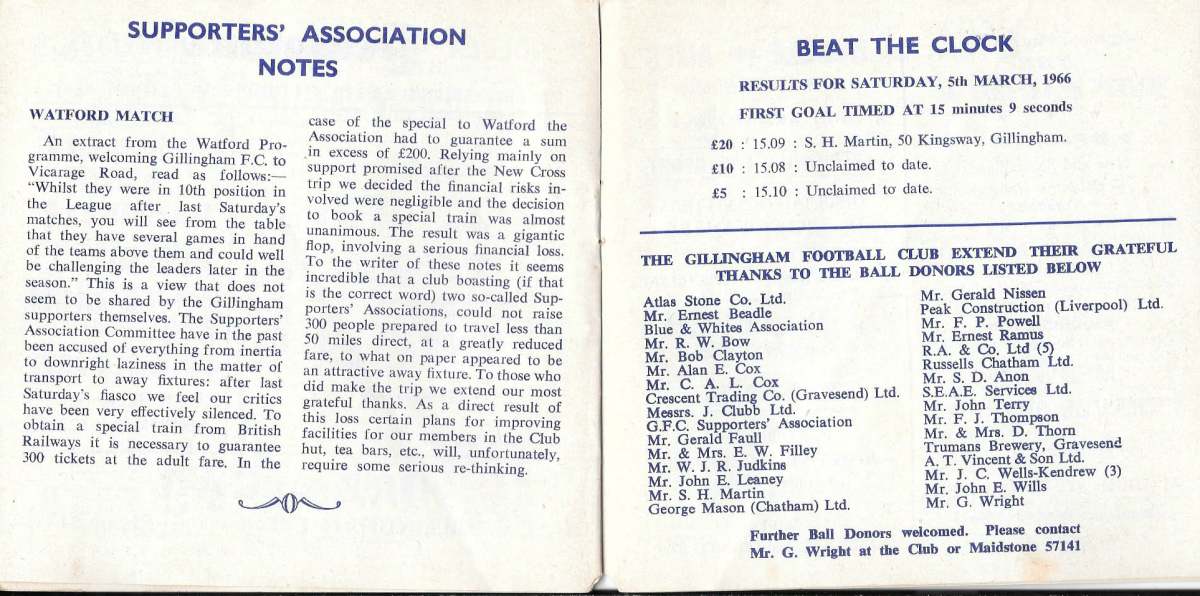 SUPPORTERS' ASSOCIATION
NOTES
WATFORD MATCH
An extract from the Watford Pro-
gramme, welcoming Gillingham F.C. to
Vicarage Road, read as follows:—
"Whilst they were in 10th position in
the League after last Saturday's
matches, you will see from the table
that they have several games in hand
of the teams above them and could well
be challenging the leaders later in the
season." This is a view that does not
seem to be shared by the Gillingham
supporters themselves. The Supporters'
Association Committee have in the past
been accused of everything from inertia
to downright laziness in the matter of
transport to away fixtures: after last
Saturday's fiasco we feel our critics
have been very effectively silenced. To
obtain a special train from British
Railways it is necessary to guarantee
300 tickets at the adult fare. In the
case of the special to Watford the
Association had to guarantee a sum
in excess of £200. Relying mainly on
support promised after the New Cross
trip we decided the financial risks in-
volved were negligible and the decision
to book a special train was almost
unanimous. The result was a gigantic
flop, involving a serious financial loss.
To the writer of these notes it seems
incredible that a club boasting (if that
is the correct word) two so-called Sup-
porters' Associations, could not raise
300 people prepared to travel less than
50 miles direct, at a greatly reduced
fare, to what on paper appeared to be
an attractive away fixture. To those who
did make the trip we extend our most
grateful thanks. As a direct result of
this loss certain plans for improving
facilities for our members in the Club
hut, tea bars, etc., will, unfortunately,
require some serious re-thinking.
BEAT THE CLOCK
RESULTS FOR SATURDAY, 5th MARCH, 1966
FIRST GOAL TIMED AT 15 minutes 9 seconds
£20 : 15.09 : S. H. Martin, 50 Kingsway, Gillingham.
£10 : 15.08 : Unclaimed to date.
£5 : 15.10 : Unclaimed to date.
THE GILLINGHAM FOOTBALL CLUB EXTEND THEIR GRATEFUL
THANKS TO THE BALL DONORS LISTED BELOW
Atlas Stone Co. Ltd.
Mr. Ernest Beadle
Blue & Whites Association
Mr. R. W. Bow
Mr. Bob Clayton
Mr. Alan E. Cox
Mr. C. A. L. Cox
Crescent Trading Co. (Gravesend) Ltd.
Messrs. J. Clubb Ltd.
G.F.C. Supporters' Association
Mr. Gerald Faull
Mr. & Mrs. E. W. Filley
Mr. W. J. R. Judkins
Mr. John E. Leaney
Mr. S. H. Martin
George Mason (Chatham) Ltd.
Mr. Gerald Nissen
Peak Construction (Liverpool) Ltd.
Mr. F. P. Powell
Mr. Ernest Ramus
R.A. & Co. Ltd (5)
Russells Chatham Ltd.
Mr. S. D. Anon
S.E.A.E. Services Ltd.
Mr. John Terry
Mr. F. J. Thompson
Mr. & Mrs. D. Thorn
Trumans Brewery, Gravesend
A. T. Vincent & Son Ltd.
Mr. J. C. Wells-Kendrew (3)
Mr. John E. Wills
Mr. G. Wright
Further Ball Donors welcomed. Please contact
Mr. G. Wright at the Club or Maidstone 57141